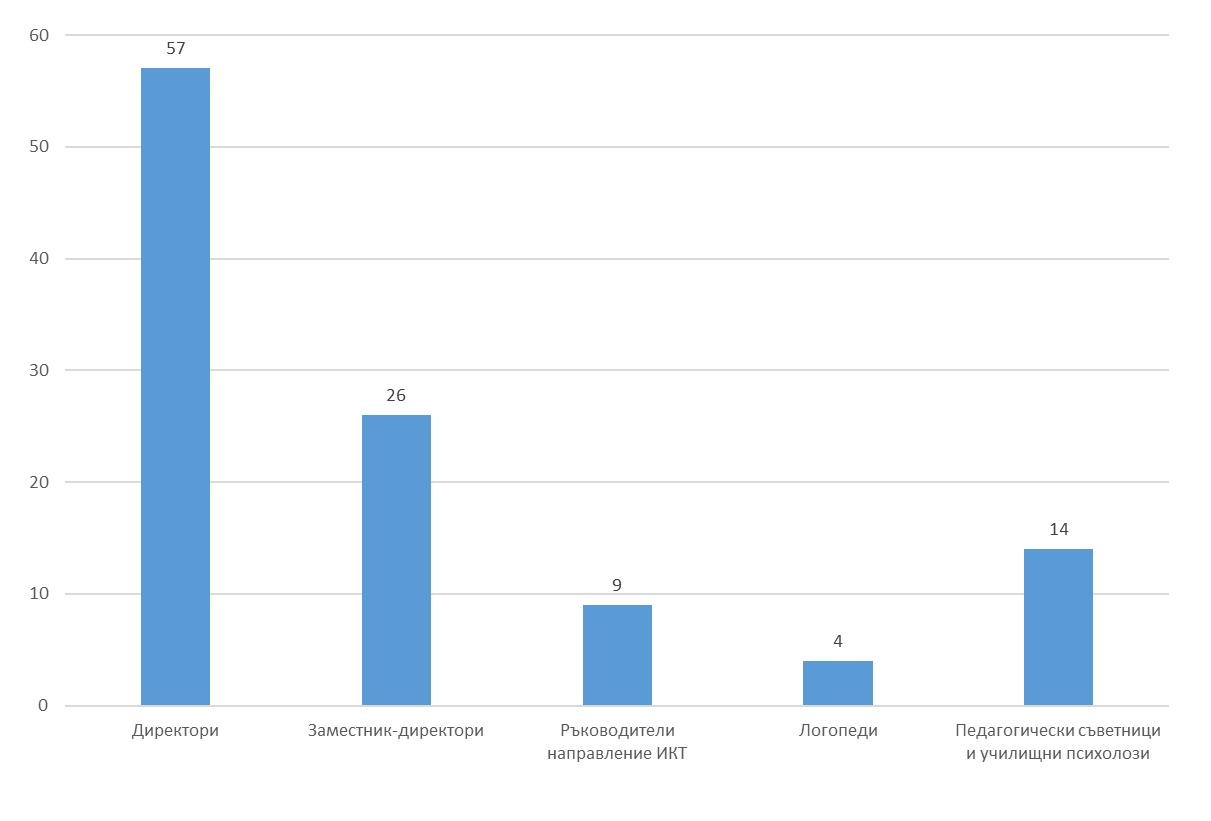 60
57
50
40
30
26
20
14
10
9
4
0
Директори
Заместник-директори
Ръководители
направление ИКТ
Логопеди
Педагогически съветници
и училищни психолози